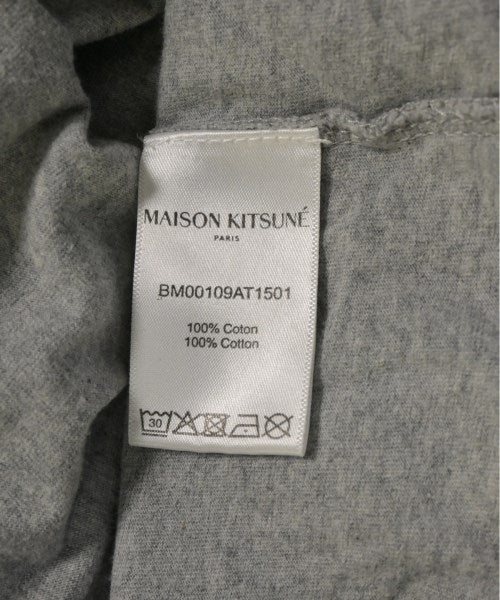 MAISON KITSUNÉ
PARIS
BM00109AT1501
100% Coton
100% Cotton
30